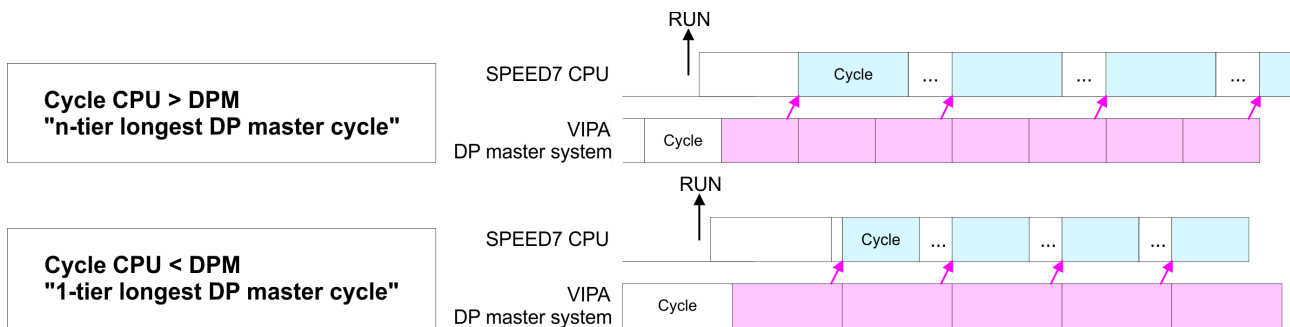 RUN
Cycle CPU > DPM
"n-tier longest DP master cycle"
SPEED7 CPU
Cycle
...
...
...
VIPA
DP master system
Cycle
RUN
Cycle CPU < DPM
"1-tier longest DP master cycle"
SPEED7 CPU
Cycle
...
...
...
VIPA
DP master system
Cycle